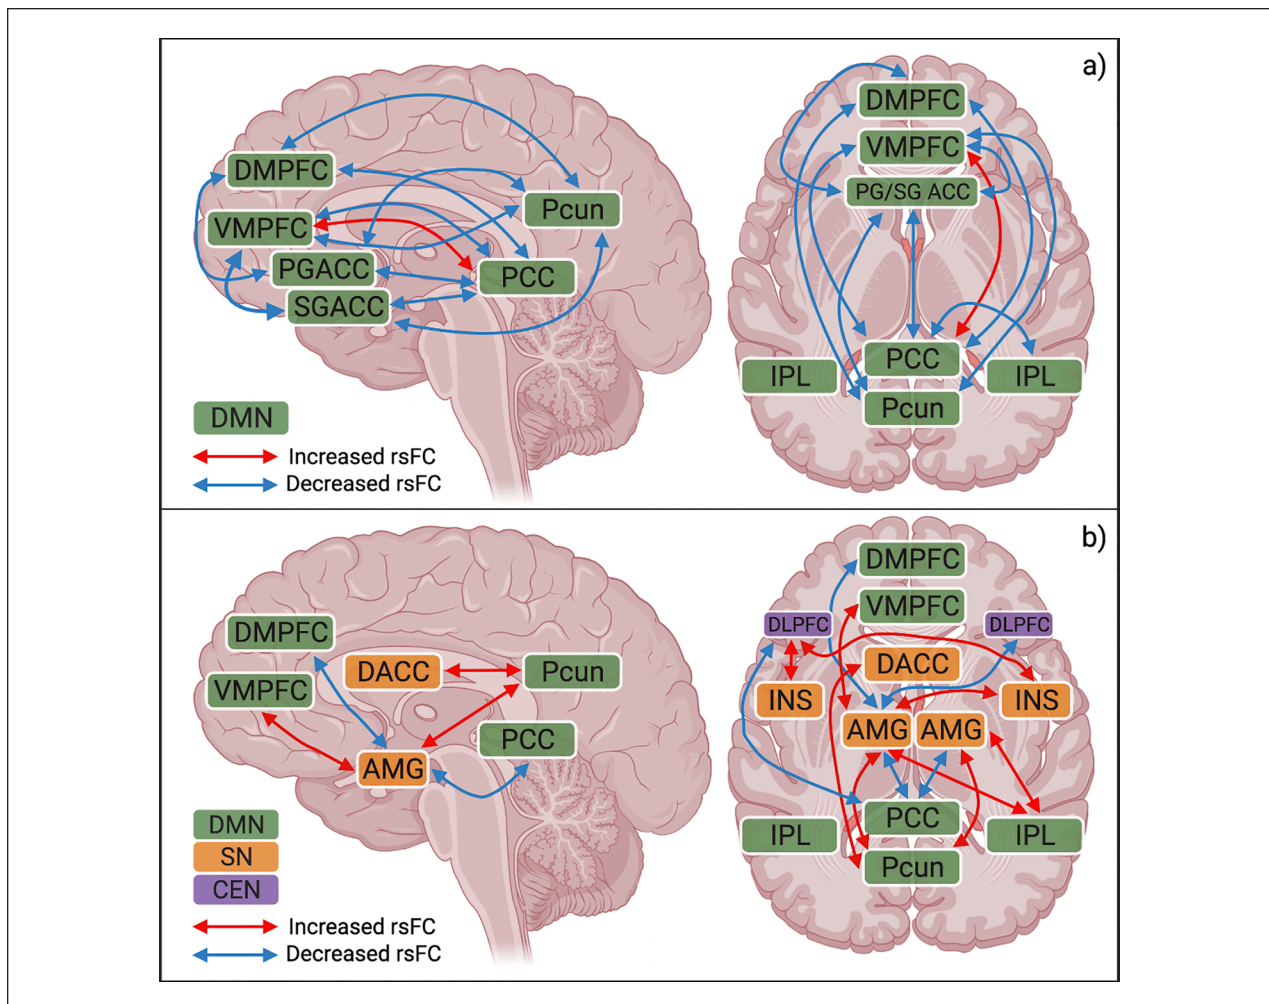 a)
DMPFC
VMPFC
PGACC
SGACC
Pcun
PCC
DMN
Increased rsFC
Decreased rsFC
DMPFC
VMPFC
PG/SG ACC
PCC
IPL
IPL
Pcun
b)
DMPFC
VMPFC
DACC
Pcun
PCC
AMG
DMN
SN
CEN
Increased rsFC
Decreased rsFC
DMPFC
VMPFC
DLPFC
DLPFC
DACC
INS
INS
AMG
AMG
PCC
IPL
IPL
Pcun